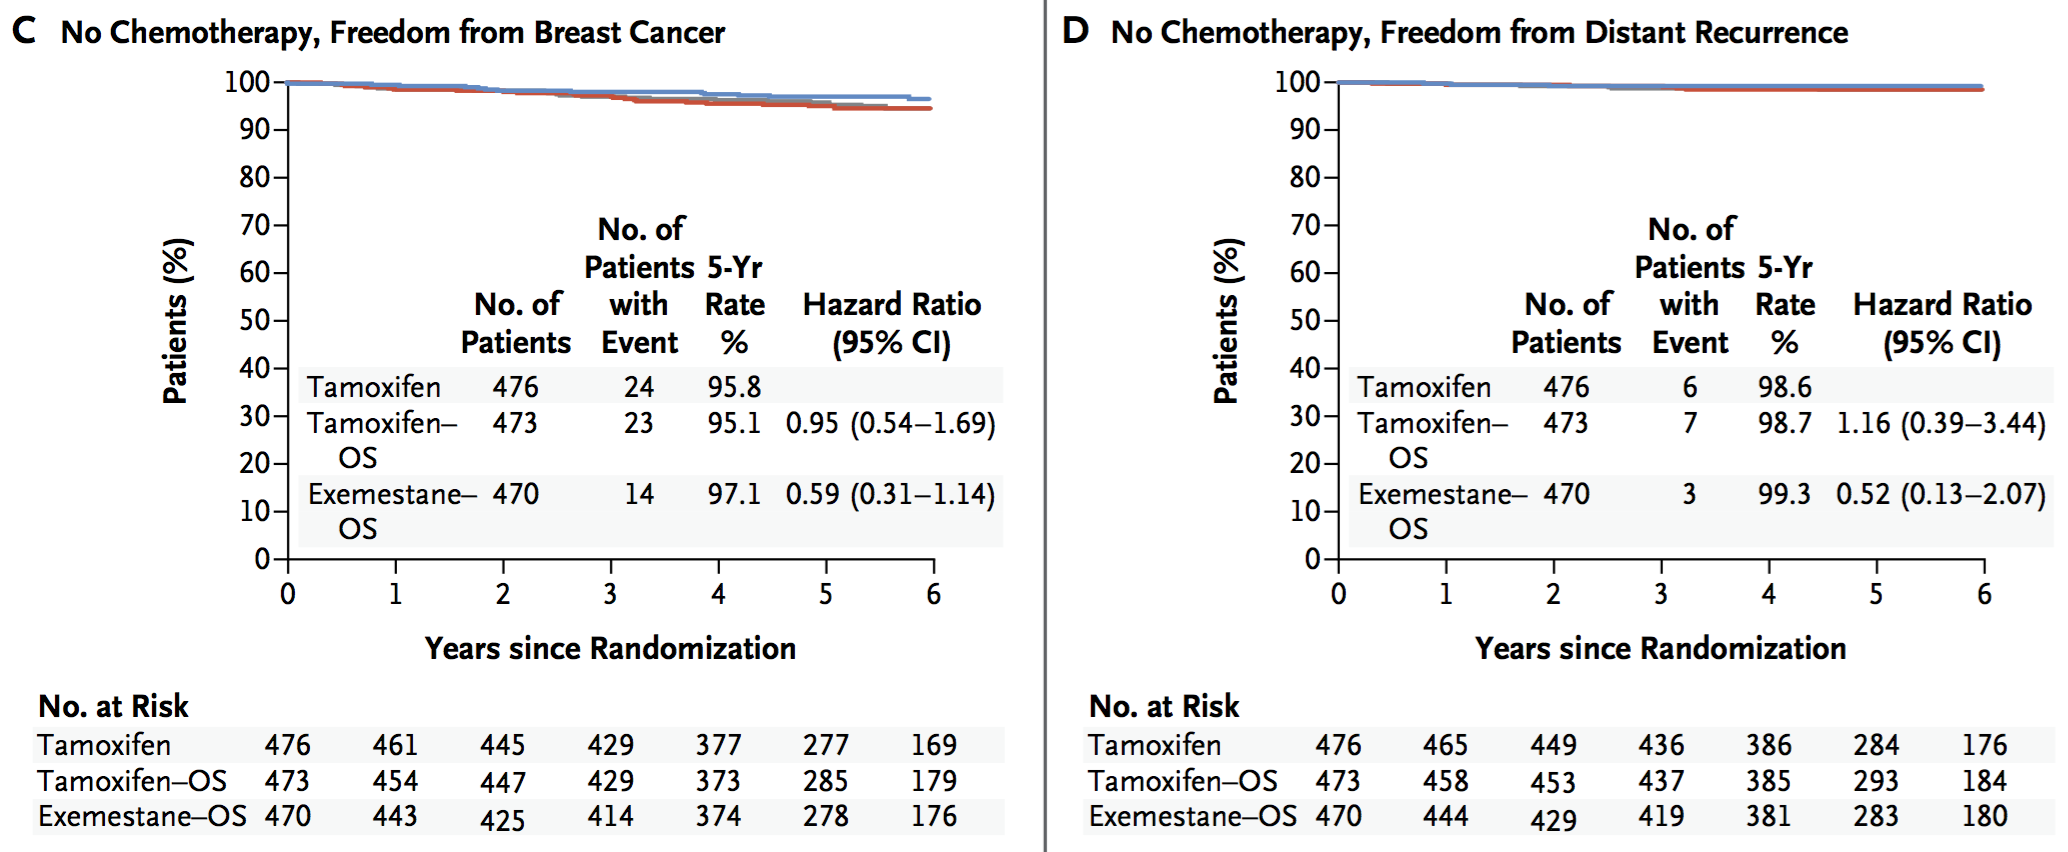 C No Chemotherapy, Freedom from Breast Cancer
100
90
80
70
60
50
40
30
20
10
0
Patients (%)
No. of Patients
No. of Patients with Event
5-Yr Rate %
Hazard Ratio (95% CI)
Tamoxifen 476 24 95.8
Tamoxifen–OS 473 23 95.1 0.95 (0.54–1.69)
Exemestane–OS 470 14 97.1 0.59 (0.31–1.14)
0 1 2 3 4 5 6
Years since Randomization
No. at Risk
Tamoxifen 476 461 445 429 377 277 169
Tamoxifen–OS 473 454 447 429 373 285 179
Exemestane–OS 470 443 425 414 374 278 176
D No Chemotherapy, Freedom from Distant Recurrence
100
90
80
70
60
50
40
30
20
10
0
Patients (%)
No. of Patients
No. of Patients with Event
5-Yr Rate %
Hazard Ratio (95% CI)
Tamoxifen 476 6 98.6
Tamoxifen–OS 473 7 98.7 1.16 (0.39–3.44)
Exemestane–OS 470 3 99.3 0.52 (0.13–2.07)
0 1 2 3 4 5 6
Years since Randomization
No. at Risk
Tamoxifen 476 465 449 436 386 284 176
Tamoxifen–OS 473 458 453 437 385 293 184
Exemestane–OS 470 444 429 419 381 283 180